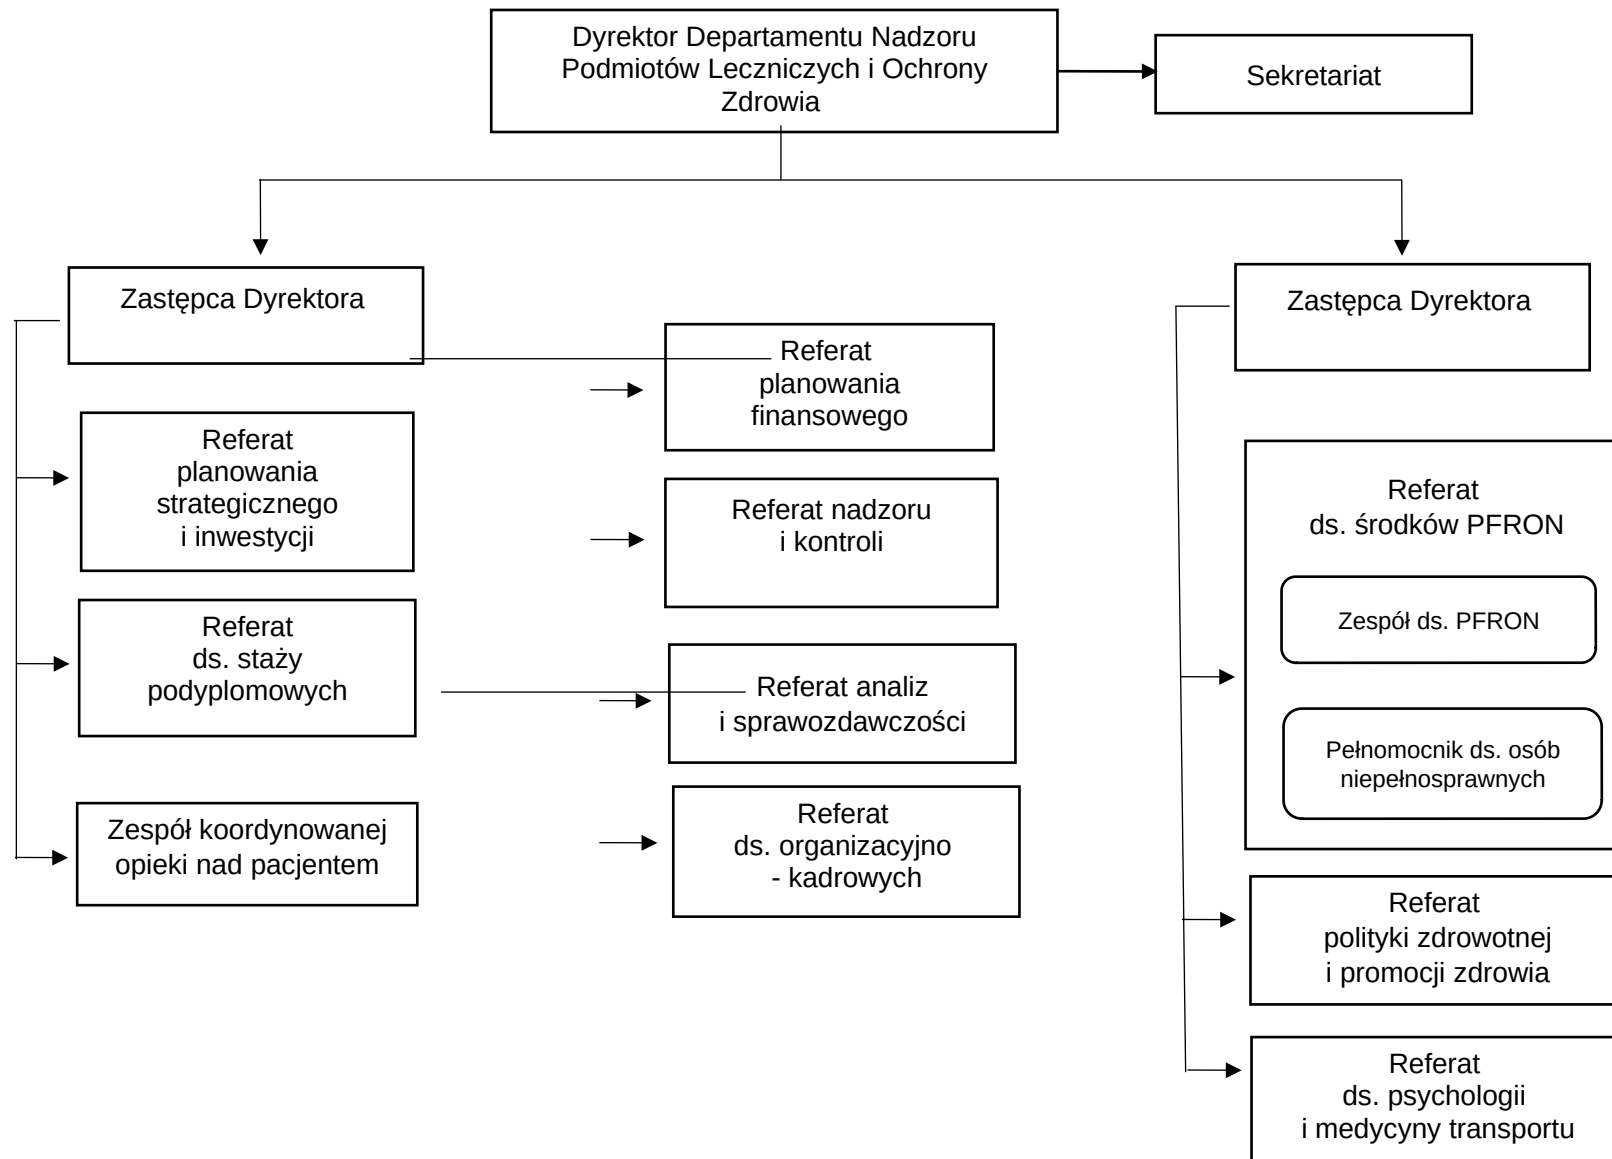 Dyrektor Departamentu Nadzoru
Podmiotów Leczniczych i Ochrony
Zdrowia
Sekretariat
Zastępca Dyrektora
Referat
planowania
strategicznego
i inwestycji
Referat
ds. staży
podyplomowych
Zespół koordynowanej
opieki nad pacjentem
Referat
planowania
finansowego
Referat nadzoru
i kontroli
Referat analiz
i sprawozdawczości
Referat
ds. organizacyjno
- kadrowych
Zastępca Dyrektora
Referat
ds. środków PFRON
Zespół ds. PFRON
Pełnomocnik ds. osób
niepełnosprawnych
Referat
polityki zdrowotnej
i promocji zdrowia
Referat
ds. psychologii
i medycyny transportu